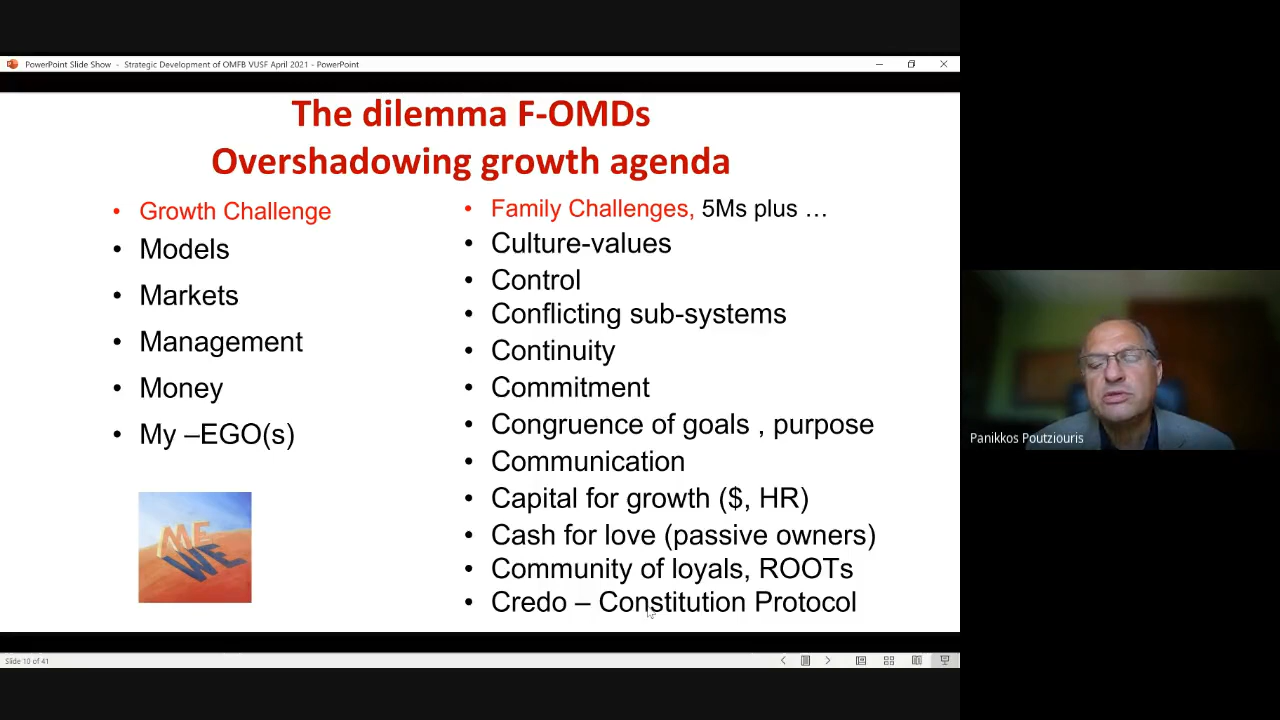 PowerPoint Slide Show - Strategic Development of OMFB VUSF April 2021 - PowerPoint
The dilemma F-OMDs
Overshadowing growth agenda
• Growth Challenge
• Models
• Markets
• Management
• Money
• My –EGO(s)
ME
WE
• Family Challenges, 5Ms plus …
• Culture-values
• Control
• Conflicting sub-systems
• Continuity
• Commitment
• Congruence of goals , purpose
• Communication
• Capital for growth ($, HR)
• Cash for love (passive owners)
• Community of loyals, ROOTs
• Credo – Constitution Protocol
Panikkos Poutziouris
Slide 10 of 41